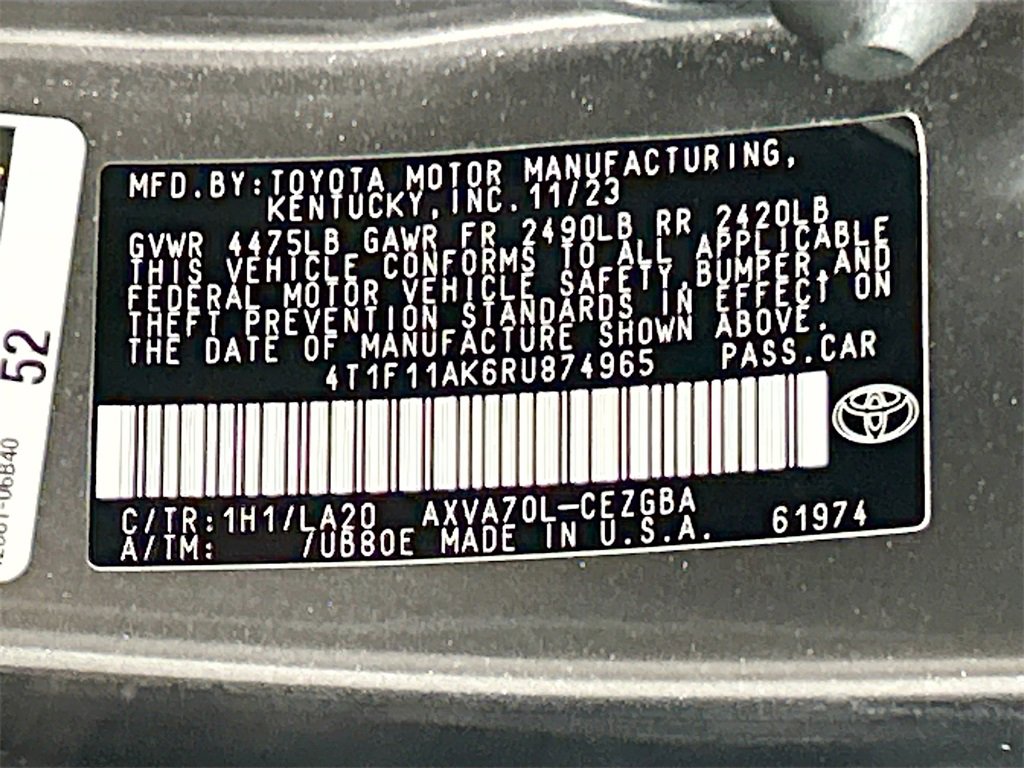 MFD.BY:TOYOTA MOTOR MANUFACTURING,
KENTUCKY,INC.11/23
GVWR 4475LB GAWR FR 2490LB RR 2420LB
THIS VEHICLE CONFORMS TO ALL APPLICABLE
FEDERAL MOTOR VEHICLE SAFETY,BUMPER,AND
THEFT PREVENTION STANDARDS IN EFFECT ON
THE DATE OF MANUFACTURE SHOWN ABOVE.
4T1F11AK6RU874965 PASS.CAR
C/TR:1H1/LA20 AXVA70L-CEZGBA 61974
A/TM: /UB80E MADE IN U.S.A.
52